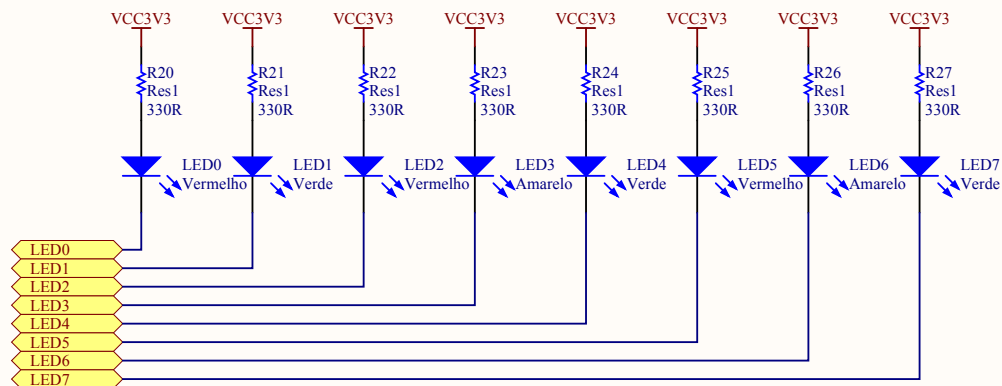 VCC3V3 VCC3V3 VCC3V3 VCC3V3 VCC3V3 VCC3V3 VCC3V3 VCC3V3
R20 R21 R22 R23 R24 R25 R26 R27
Res1 Res1 Res1 Res1 Res1 Res1 Res1 Res1
330R 330R 330R 330R 330R 330R 330R 330R
LED0 LED1 LED2 LED3 LED4 LED5 LED6 LED7
Vermelho Verde Vermelho Amarelo Verde Vermelho Amarelo Verde
LED0
LED1
LED2
LED3
LED4
LED5
LED6
LED7